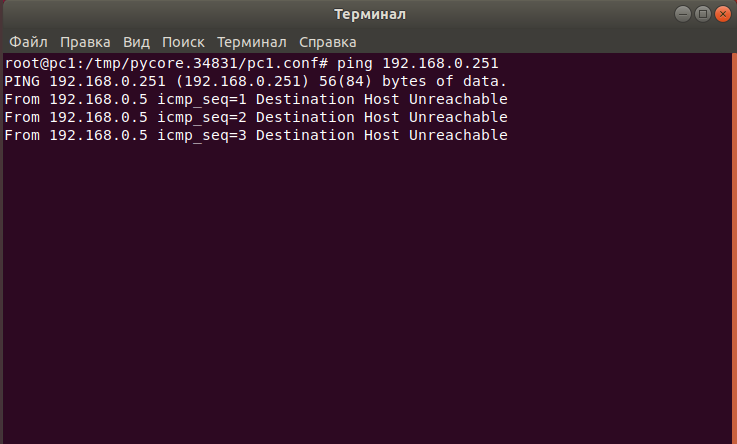 Терминал
Файл Правка Вид Поиск Терминал Справка
root@pc1:/tmp/pycore.34831/pc1.conf# ping 192.168.0.251
PING 192.168.0.251 (192.168.0.251) 56(84) bytes of data.
From 192.168.0.5 icmp_seq=1 Destination Host Unreachable
From 192.168.0.5 icmp_seq=2 Destination Host Unreachable
From 192.168.0.5 icmp_seq=3 Destination Host Unreachable